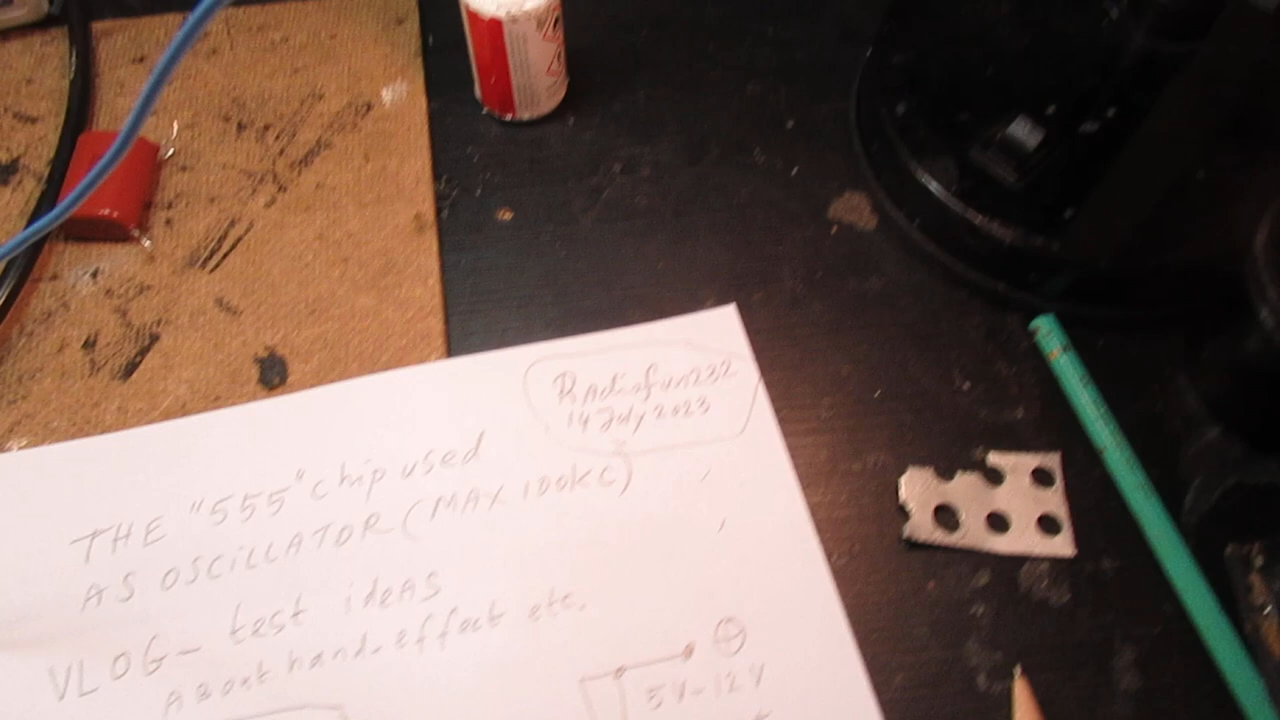 Radiofun232
14 July 2023
THE "555" chip used
AS OSCILLATOR (MAX 100KC)
VLOG- test ideAS
About hand-effect etc.
+
5V-12V